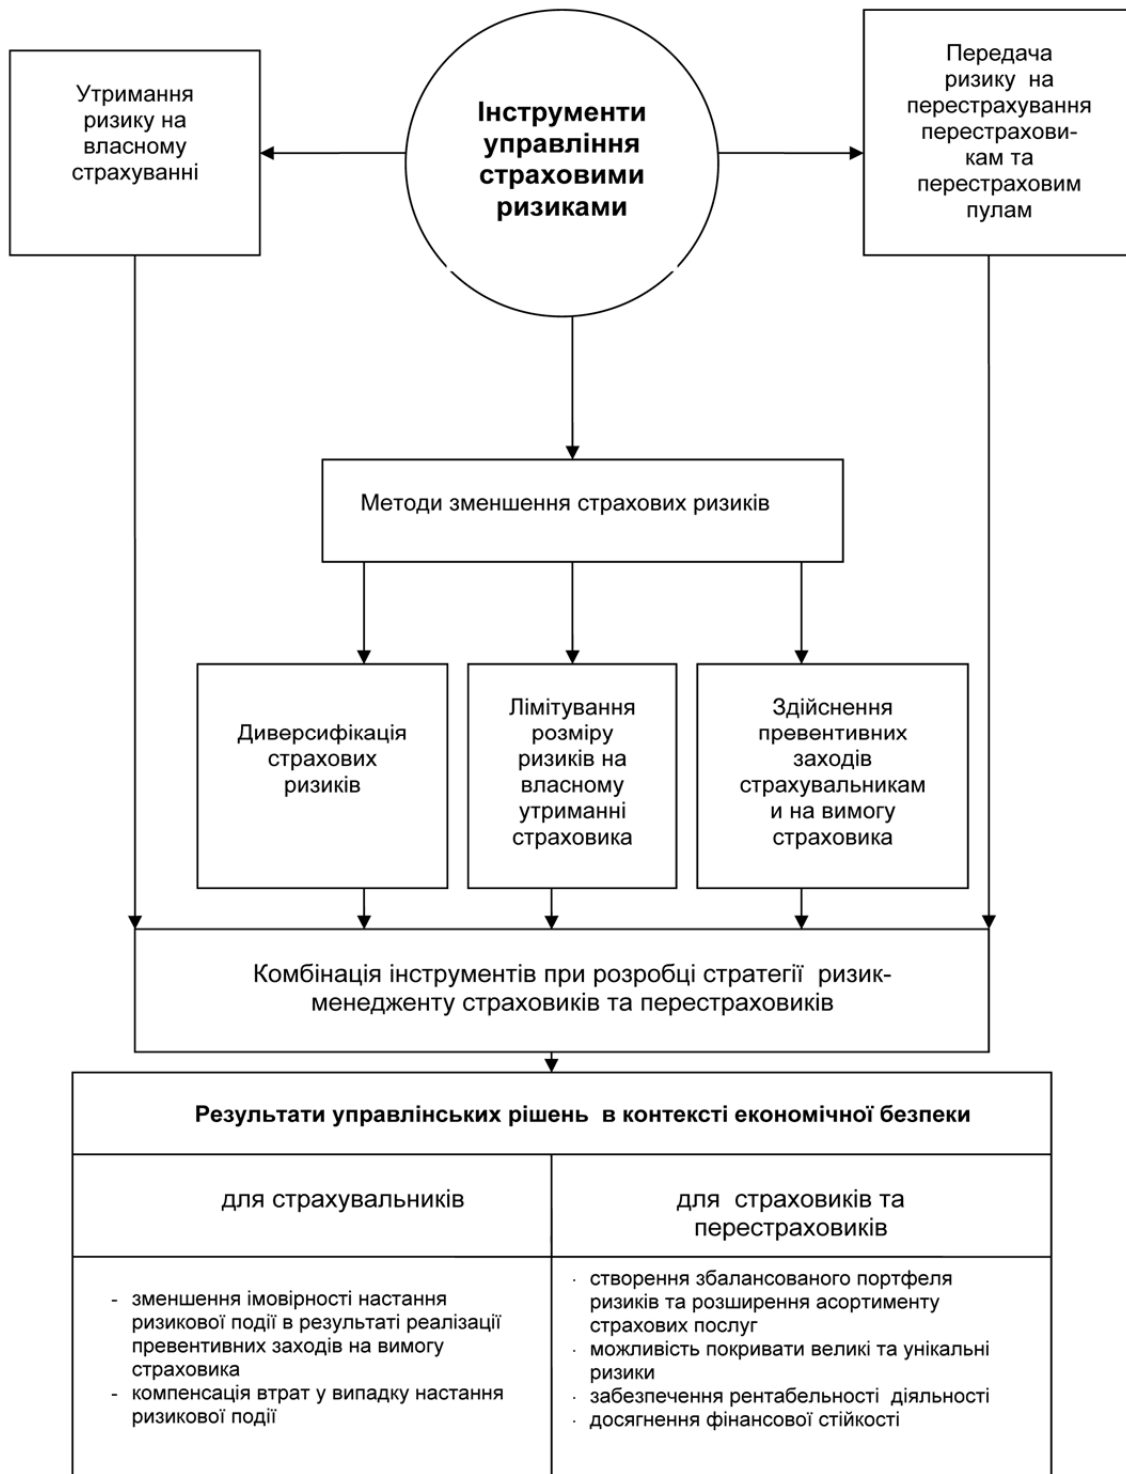 Утримання
ризику на
власному
страхуванні
Інструменти
управління
страховими
ризиками
Передача
ризику на
перестрахування
перестрахови-
кам та
перестраховим
пулам
Методи зменшення страхових ризиків
Диверсифікація
страхових
ризиків
Лімітування
розміру
ризиків на
власному
утриманні
страховика
Здійснення
превентивних
заходів
страхувальникам
и на вимогу
страховика
Комбінація інструментів при розробці стратегії ризик-
менедженту страховиків та перестраховиків
Результати управлінських рішень в контексті економічної безпеки
для страхувальників
для страховиків та
перестраховиків
- зменшення імовірності настання
ризикової події в результаті реалізації
превентивних заходів на вимогу
страховика
- компенсація втрат у випадку настання
ризикової події
· створення збалансованого портфеля
ризиків та розширення асортименту
страхових послуг
· можливість покривати великі та унікальні
ризики
· забезпечення рентабельності діяльності
· досягнення фінансової стійкості